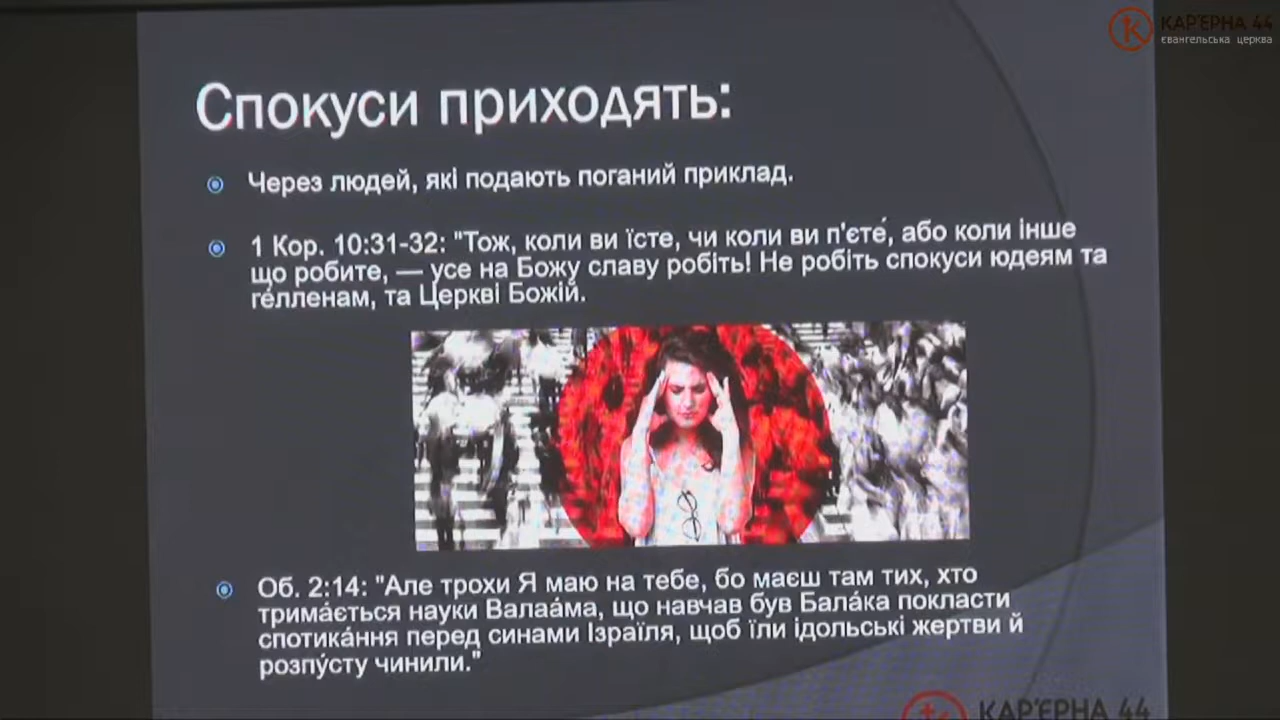 КАР'ЄРНА 44
євангельська церква
Спокуси приходять:
Через людей, які подають поганий приклад.
1 Кор. 10:31-32: "Тож, коли ви їсте, чи коли ви п'єте́, або коли інше
що робите, — усе на Божу славу робіть! Не робіть спокуси юдеям та
ге́лленам, та Церкві Божій.
Об. 2:14: "Але трохи Я маю на тебе, бо маєш там тих, хто
трима́ється науки Валаа́ма, що навчав був Бала́ка покласти
спотика́ння перед синами Ізраїля, щоб їли ідольські жертви й
розпу́сту чинили."
КАР'ЄРНА 44